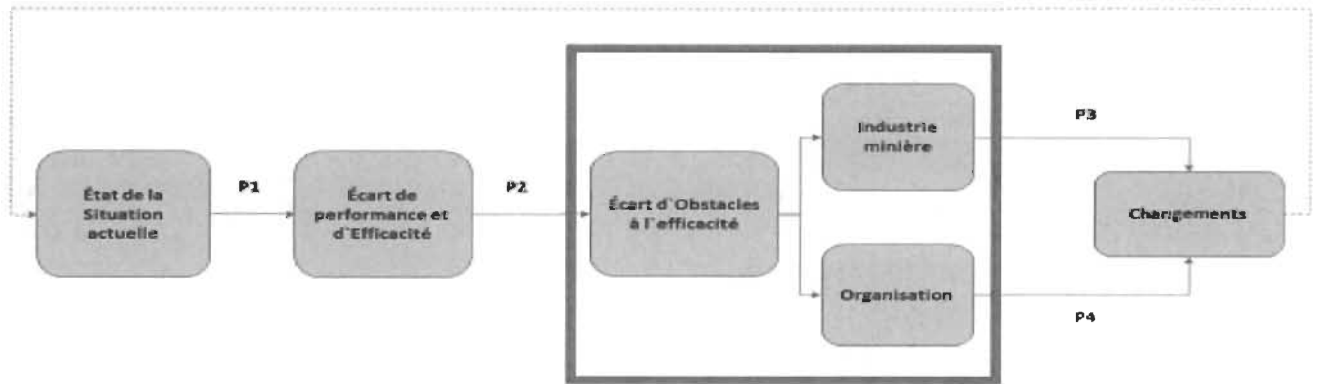 État de la
Situation
actuelle
P1
Écart de
performance et
d`Efficacité
P2
Écart d`Obstacles
à l`efficacité
Industrie
minière
Organisation
P3
P4
Changements